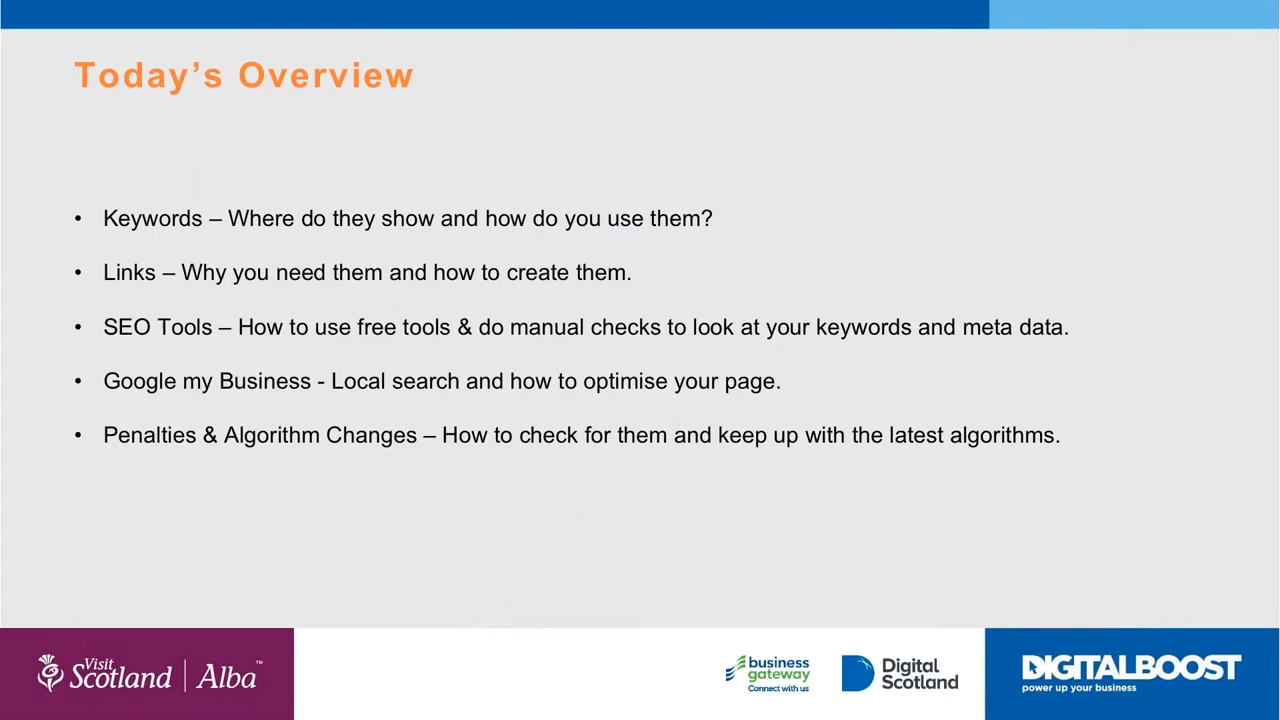 Today’s Overview
• Keywords – Where do they show and how do you use them?
• Links – Why you need them and how to create them.
• SEO Tools – How to use free tools & do manual checks to look at your keywords and meta data.
• Google my Business - Local search and how to optimise your page.
• Penalties & Algorithm Changes – How to check for them and keep up with the latest algorithms.
Visit
Scotland | Alba™
business
gateway
Connect with us
Digital
Scotland
DIGITALBOOST
power up your business